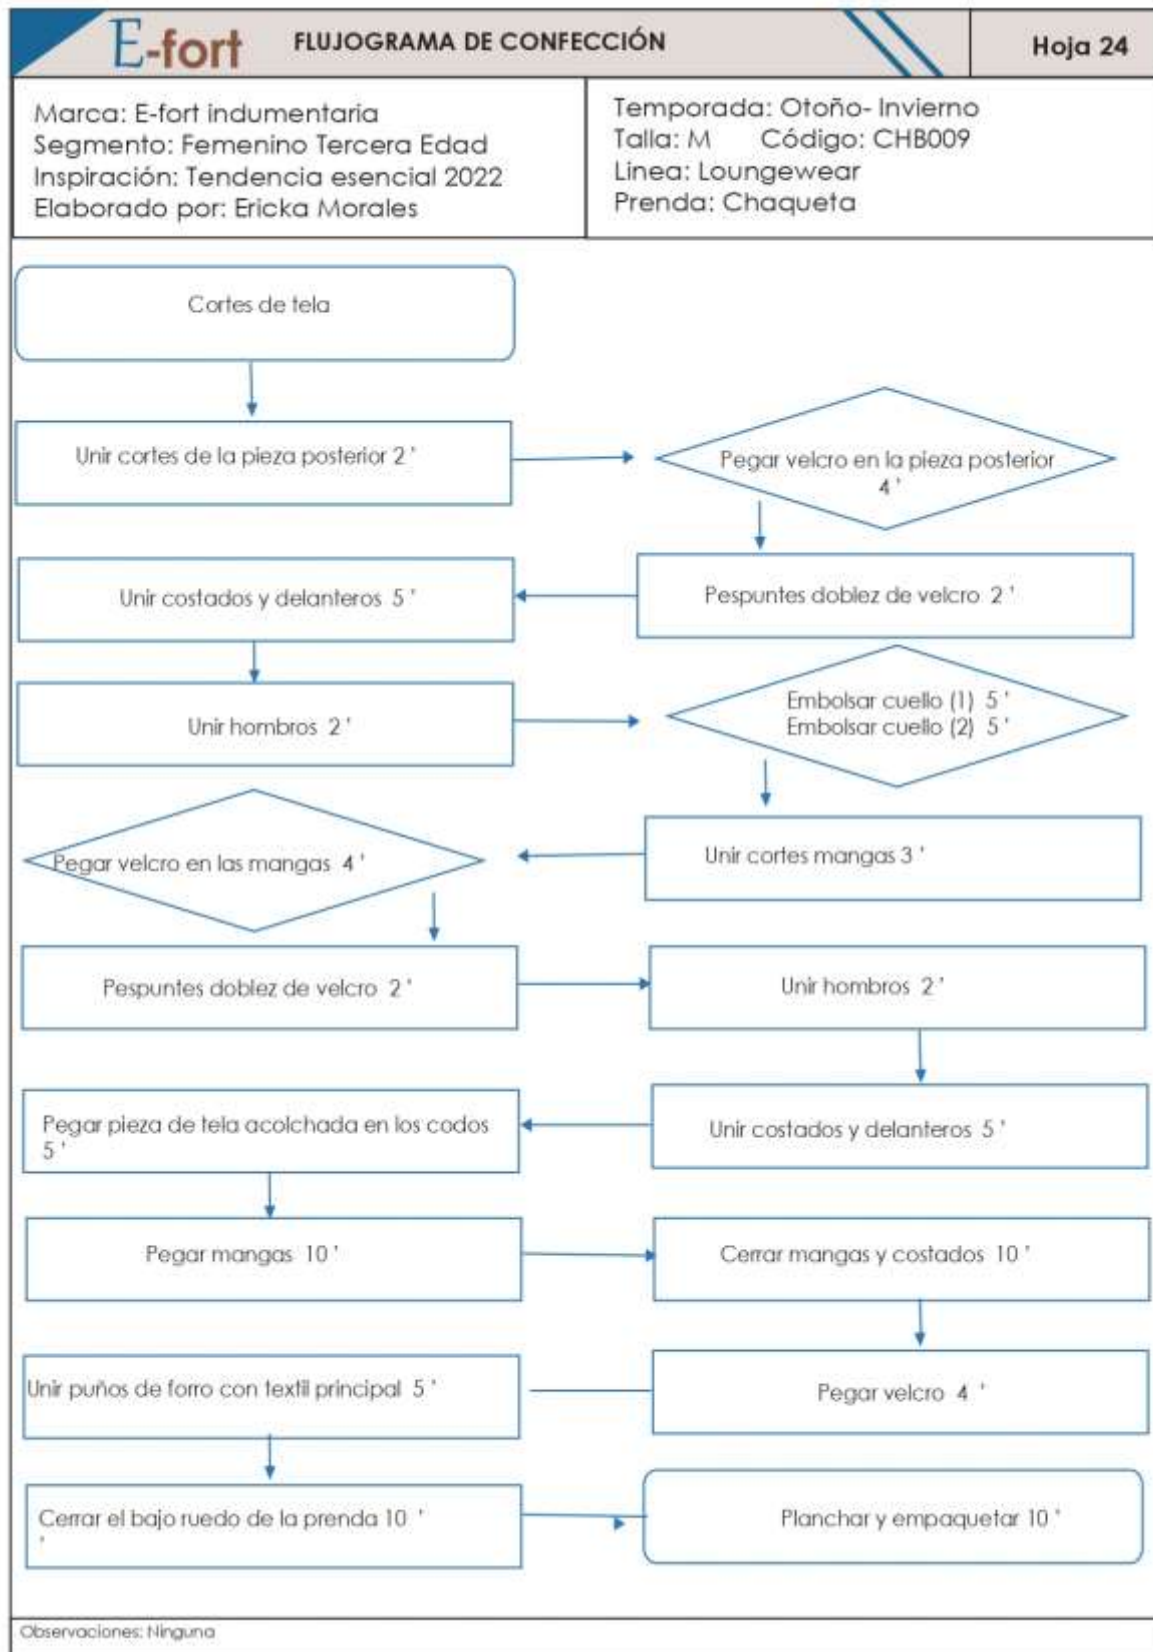 E-fort
FLUJOGRAMA DE CONFECCIÓN
Hoja 24
Marca: E-fort indumentaria
Segmento: Femenino Tercera Edad
Inspiración: Tendencia esencial 2022
Elaborado por: Ericka Morales
Temporada: Otoño- Invierno
Talla: M Código: CHB009
Linea: Loungewear
Prenda: Chaqueta
Cortes de tela
Unir cortes de la pieza posterior 2 '
Pegar velcro en la pieza posterior
4 '
Pespuntes doblez de velcro 2 '
Unir costados y delanteros 5 '
Unir hombros 2 '
Embolsar cuello (1) 5 '
Embolsar cuello (2) 5 '
Unir cortes mangas 3 '
Pegar velcro en las mangas 4 '
Pespuntes doblez de velcro 2 '
Unir hombros 2 '
Unir costados y delanteros 5 '
Pegar pieza de tela acolchada en los codos
5 '
Pegar mangas 10 '
Cerrar mangas y costados 10 '
Pegar velcro 4 '
Unir puños de forro con textil principal 5 '
Cerrar el bajo ruedo de la prenda 10 '
'
Planchar y empaquetar 10 '
Observaciones: Ninguna